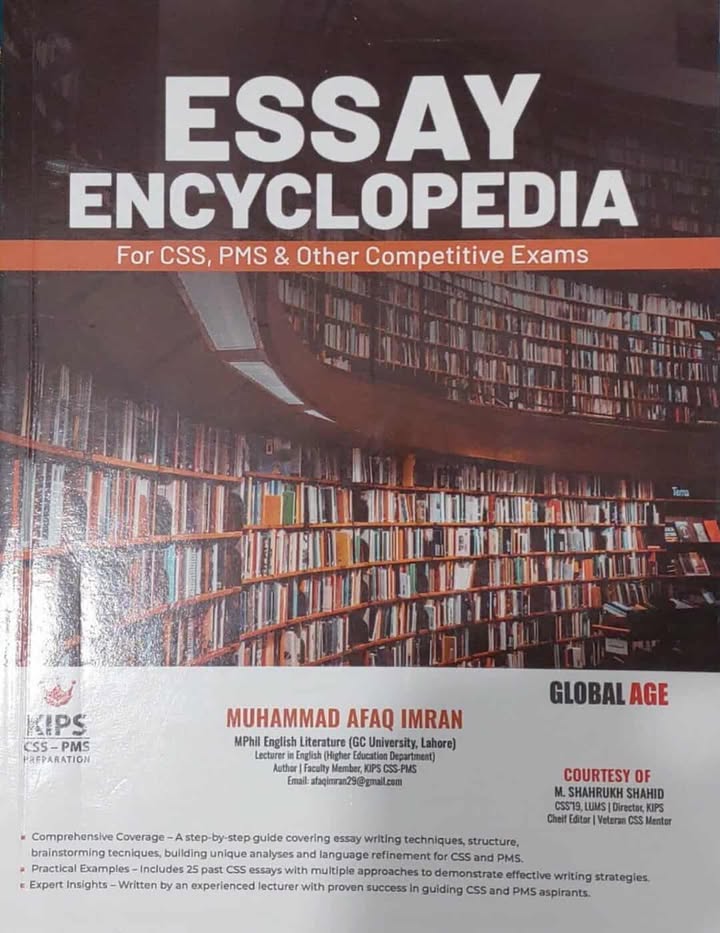 ESSAY
ENCYCLOPEDIA
For CSS, PMS & Other Competitive Exams
Tema
GLOBAL AGE
KIPS
CSS – PMS
PREPARATION
MUHAMMAD AFAQ IMRAN
MPhil English Literature (GC University, Lahore)
Lecturer in English (Higher Education Department)
Author | Faculty Member, KIPS CSS-PMS
Email: afaqimran29@gmail.com
COURTESY OF
M. SHAHRUKH SHAHID
CSS'19, LUMS | Director, KIPS
Cheif Editor | Veteran CSS Mentor
Comprehensive Coverage – A step-by-step guide covering essay writing techniques, structure,
brainstorming tecniques, building unique analyses and language refinement for CSS and PMS.
Practical Examples – Includes 25 past CSS essays with multiple approaches to demonstrate effective writing strategies.
Expert Insights – Written by an experienced lecturer with proven success in guiding CSS and PMS aspirants.